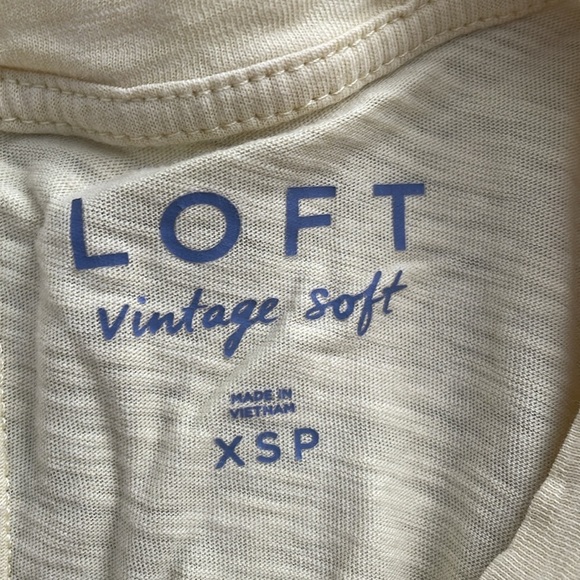 LOFT
vintage soft
MADE IN
VIETNAM
XSP